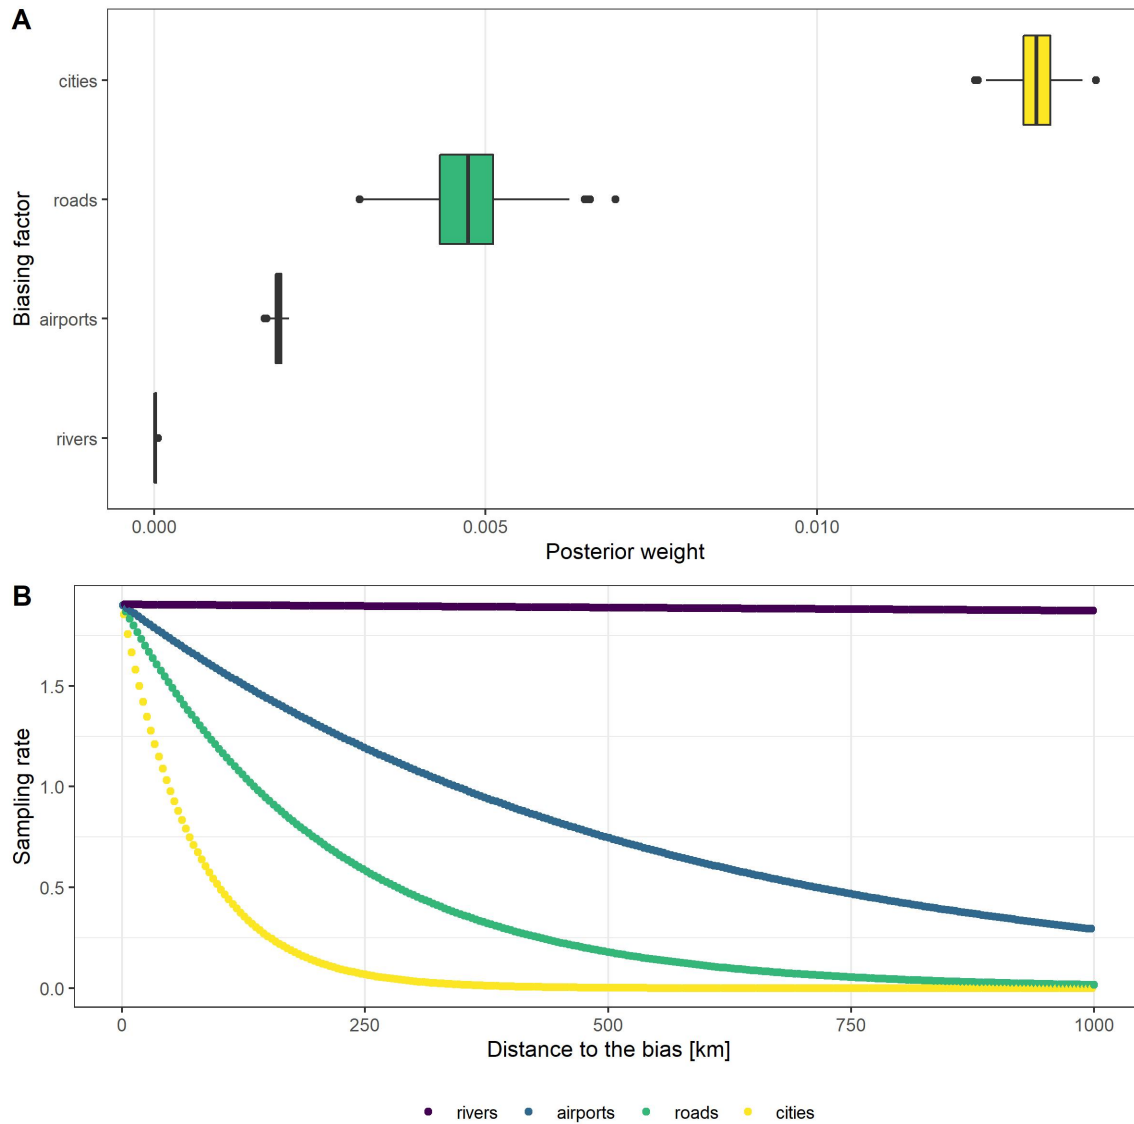 A
Biasing factor
cities
roads
airports
rivers
0.000 0.005 0.010
Posterior weight
B
Sampling rate
1.5
1.0
0.5
0.0
0 250 500 750 1000
Distance to the bias [km]
rivers airports roads cities